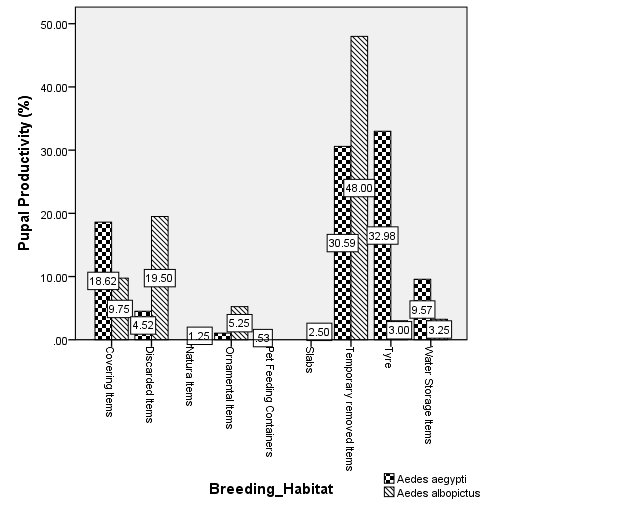 50.00
40.00
30.00
20.00
10.00
.00
Pupal Productivity (%)
18.62
9.75
4.52
19.50
1.25
5.25
.53
2.50
30.59
48.00
32.98
3.00
9.57
3.25
Covering Items
Discarded Items
Natura Items
Ornamental Items
Pet Feeding Containers
Slabs
Temporary removed Items
Tyre
Water Storage Items
Breeding_Habitat
Aedes aegypti
Aedes albopictus